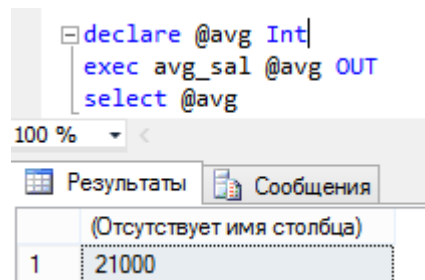 declare @avg Int
exec avg_sal @avg OUT
select @avg
100 %
Результаты Сообщения
(Отсутствует имя столбца)
1 21000